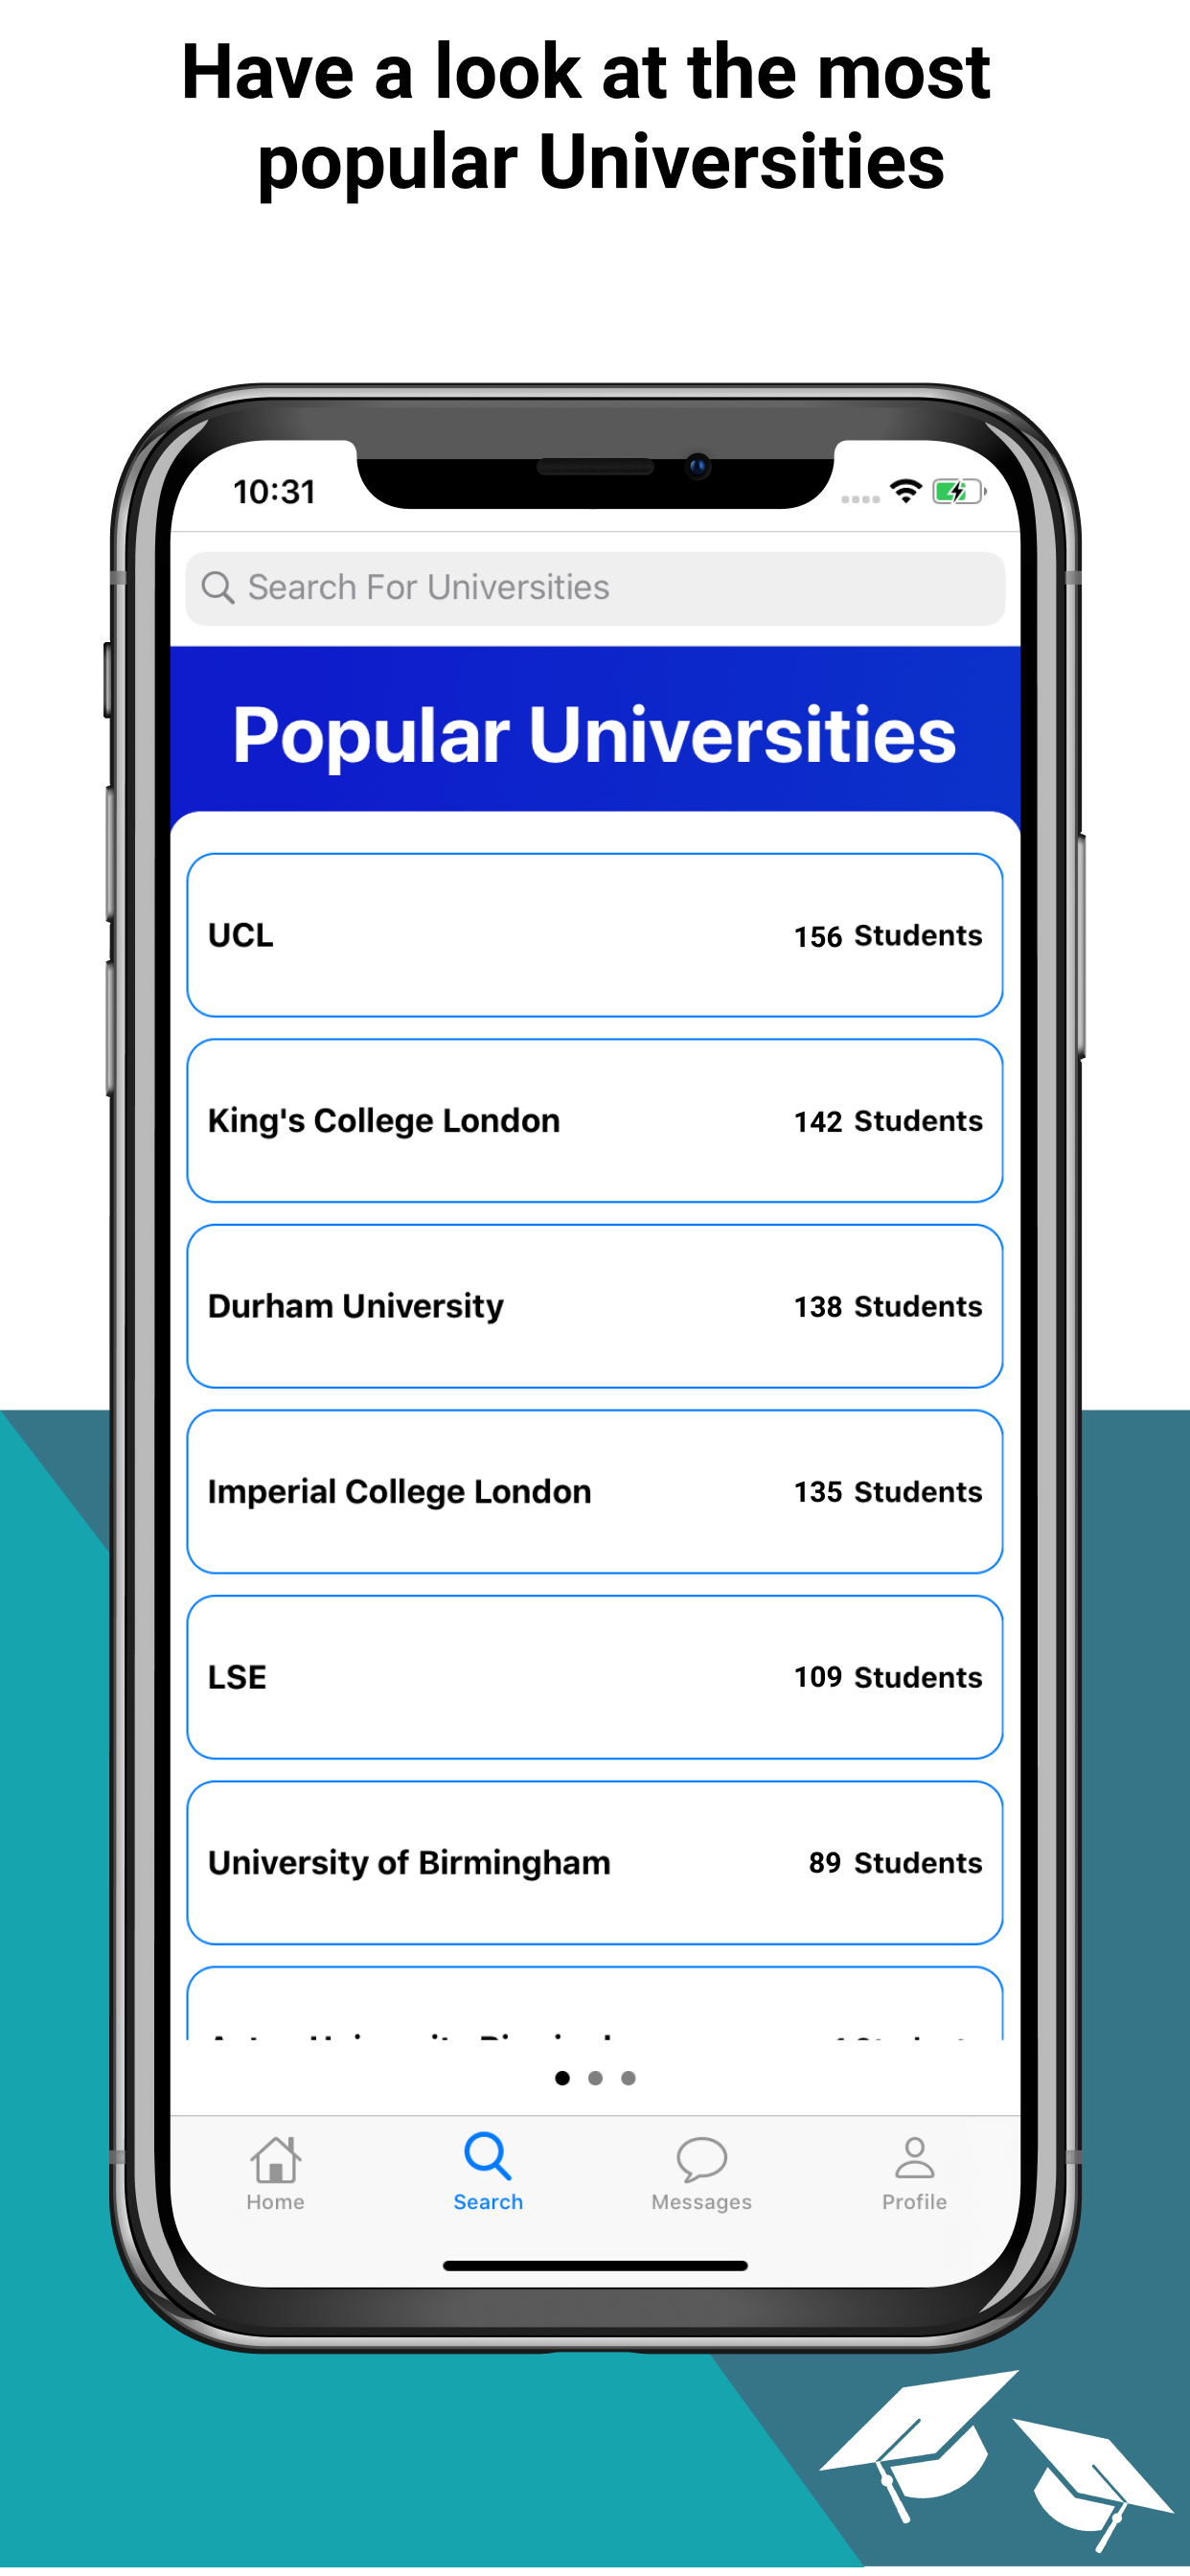 Have a look at the most
popular Universities
10:31
Search For Universities
Popular Universities
UCL 156 Students
King's College London 142 Students
Durham University 138 Students
Imperial College London 135 Students
LSE 109 Students
University of Birmingham 89 Students
Home Search Messages Profile